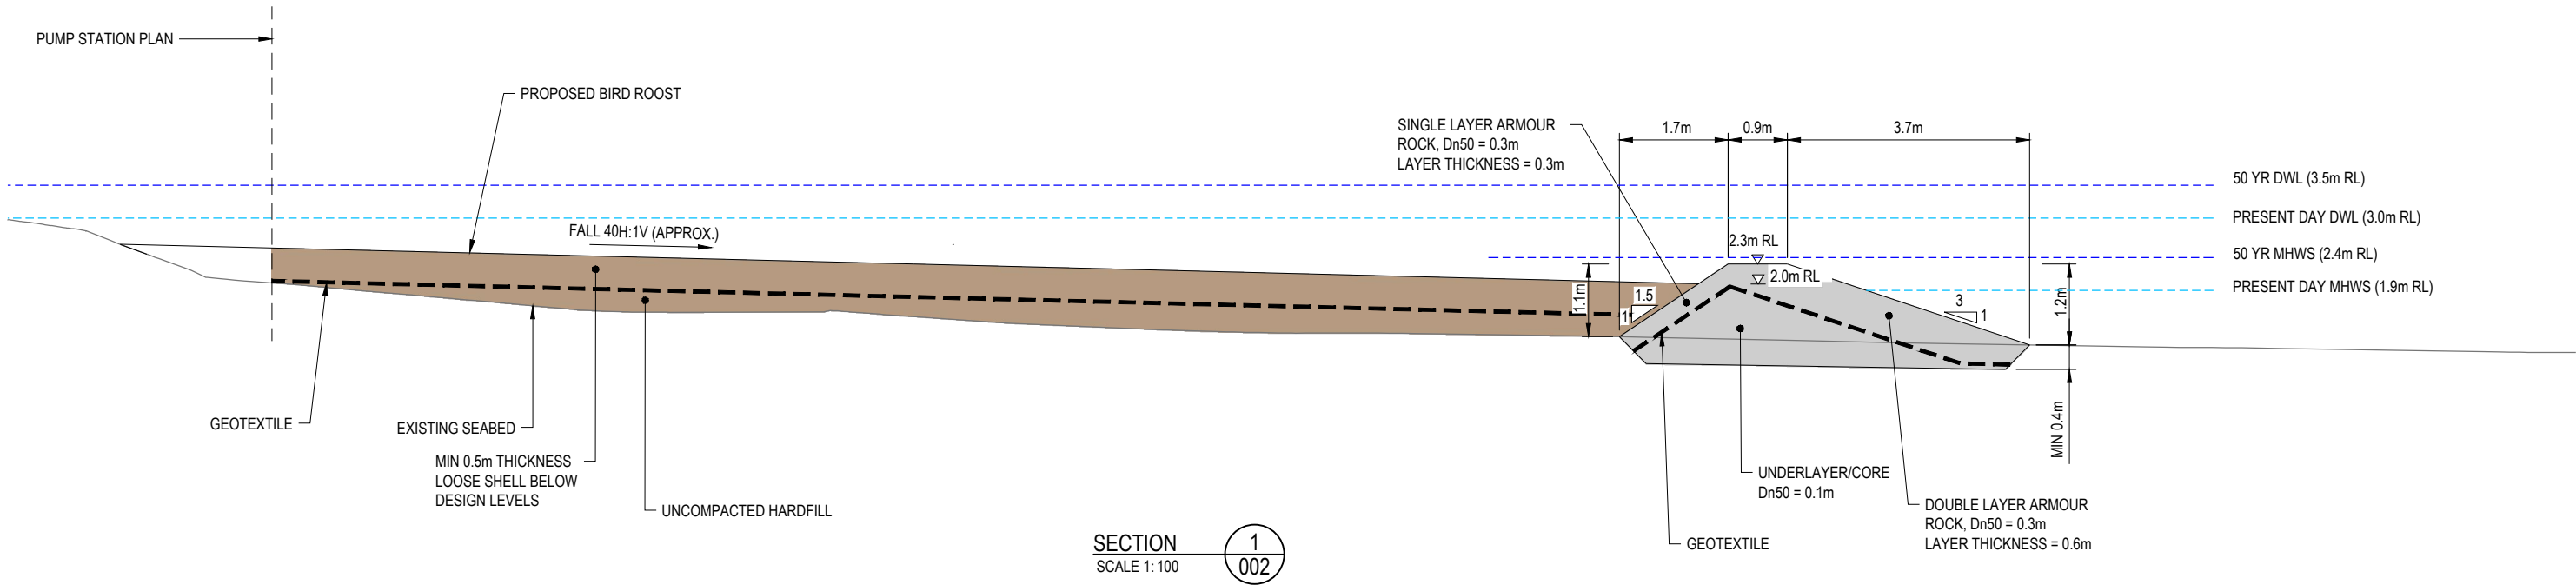 PUMP STATION PLAN
PROPOSED BIRD ROOST
SINGLE LAYER ARMOUR
ROCK, Dn50 = 0.3m
LAYER THICKNESS = 0.3m
1.7m
0.9m
3.7m
50 YR DWL (3.5m RL)
PRESENT DAY DWL (3.0m RL)
50 YR MHWS (2.4m RL)
PRESENT DAY MHWS (1.9m RL)
FALL 40H:1V (APPROX.)
2.3m RL
2.0m RL
1.1m
1.5
1
3
1
1.2m
MIN 0.4m
GEOTEXTILE
EXISTING SEABED
MIN 0.5m THICKNESS
LOOSE SHELL BELOW
DESIGN LEVELS
UNCOMPACTED HARDFILL
UNDERLAYER/CORE
Dn50 = 0.1m
DOUBLE LAYER ARMOUR
ROCK, Dn50 = 0.3m
LAYER THICKNESS = 0.6m
GEOTEXTILE
SECTION
SCALE 1:100
1
002